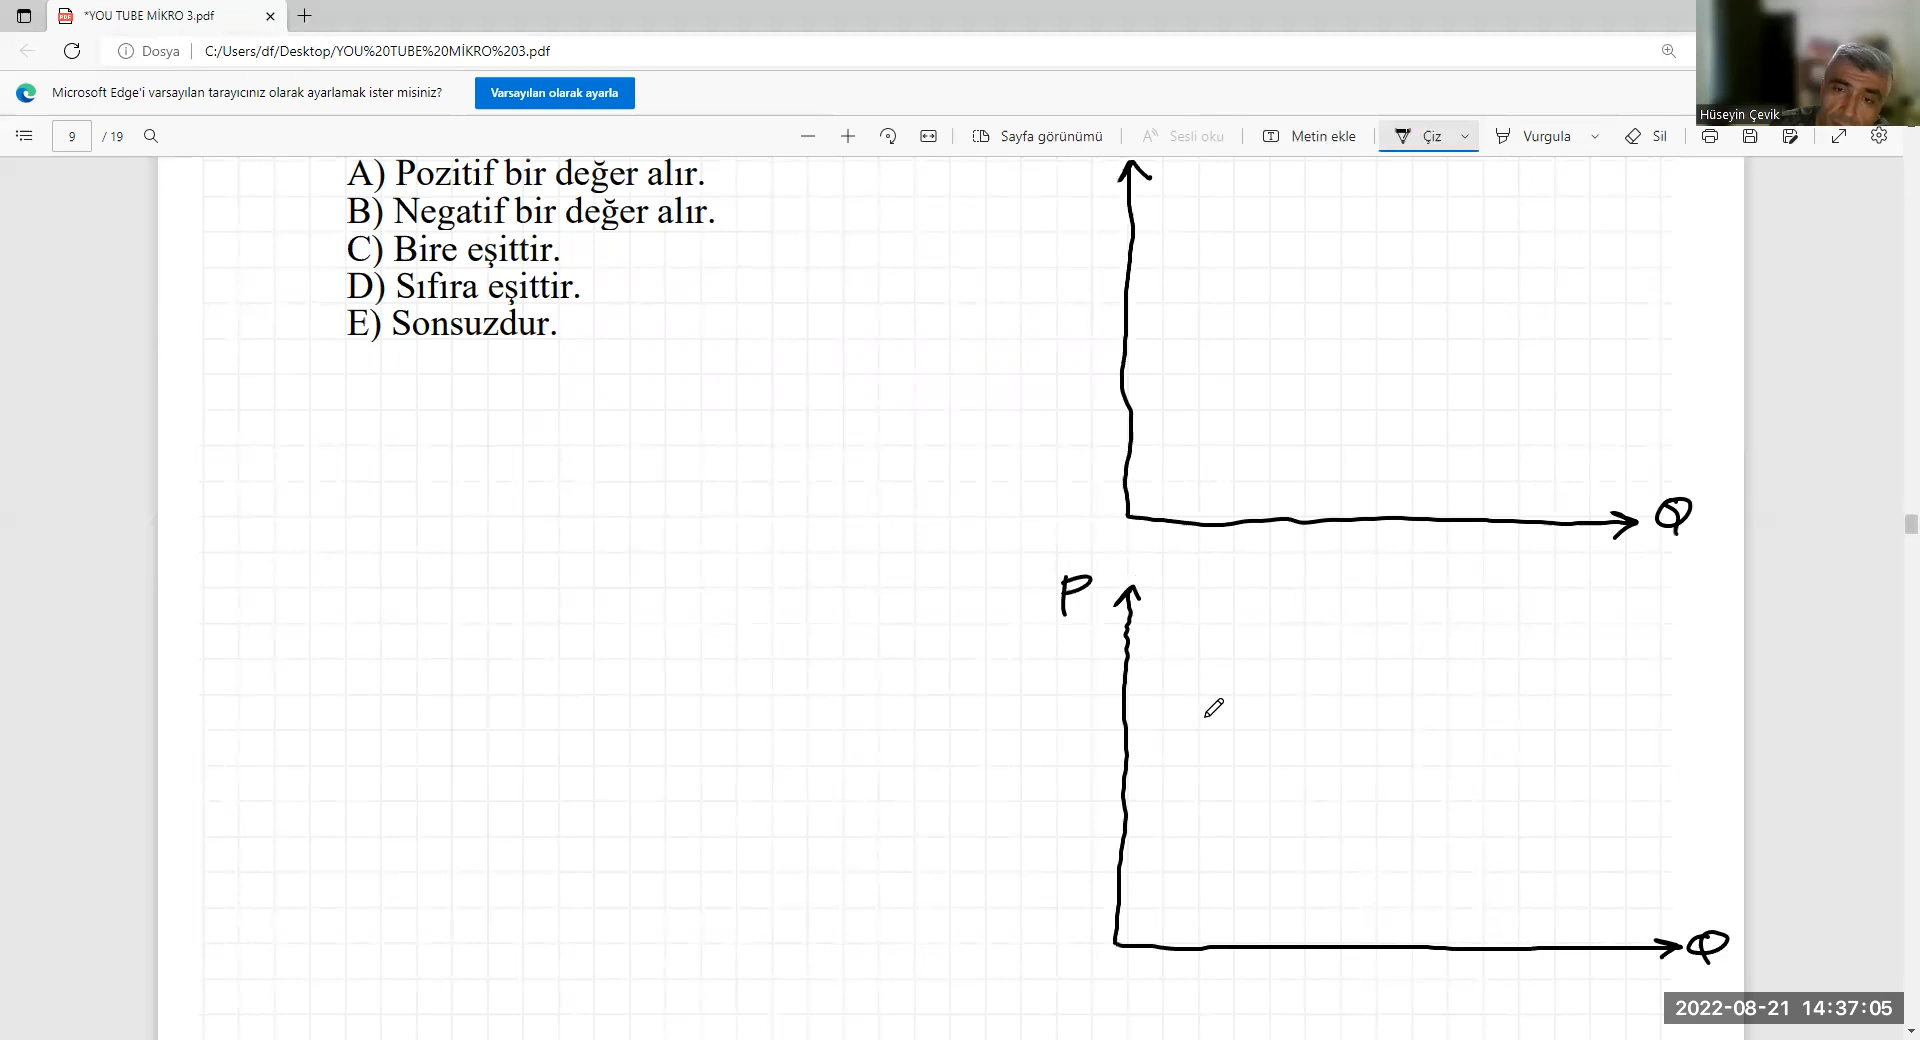 *YOU TUBE MİKRO 3.pdf
Dosya
C:/Users/df/Desktop/YOU%20TUBE%20MİKRO%203.pdf
Microsoft Edge'i varsayılan tarayıcınız olarak ayarlamak ister misiniz?
Varsayılan olarak ayarla
Hüseyin Çevik
9 / 19
Sayfa görünümü
Sesli oku
Metin ekle
Çiz
Vurgula
Sil
A) Pozitif bir değer alır.
B) Negatif bir değer alır.
C) Bire eşittir.
D) Sıfıra eşittir.
E) Sonsuzdur.
Q
P
Q
2022-08-21 14:37:05